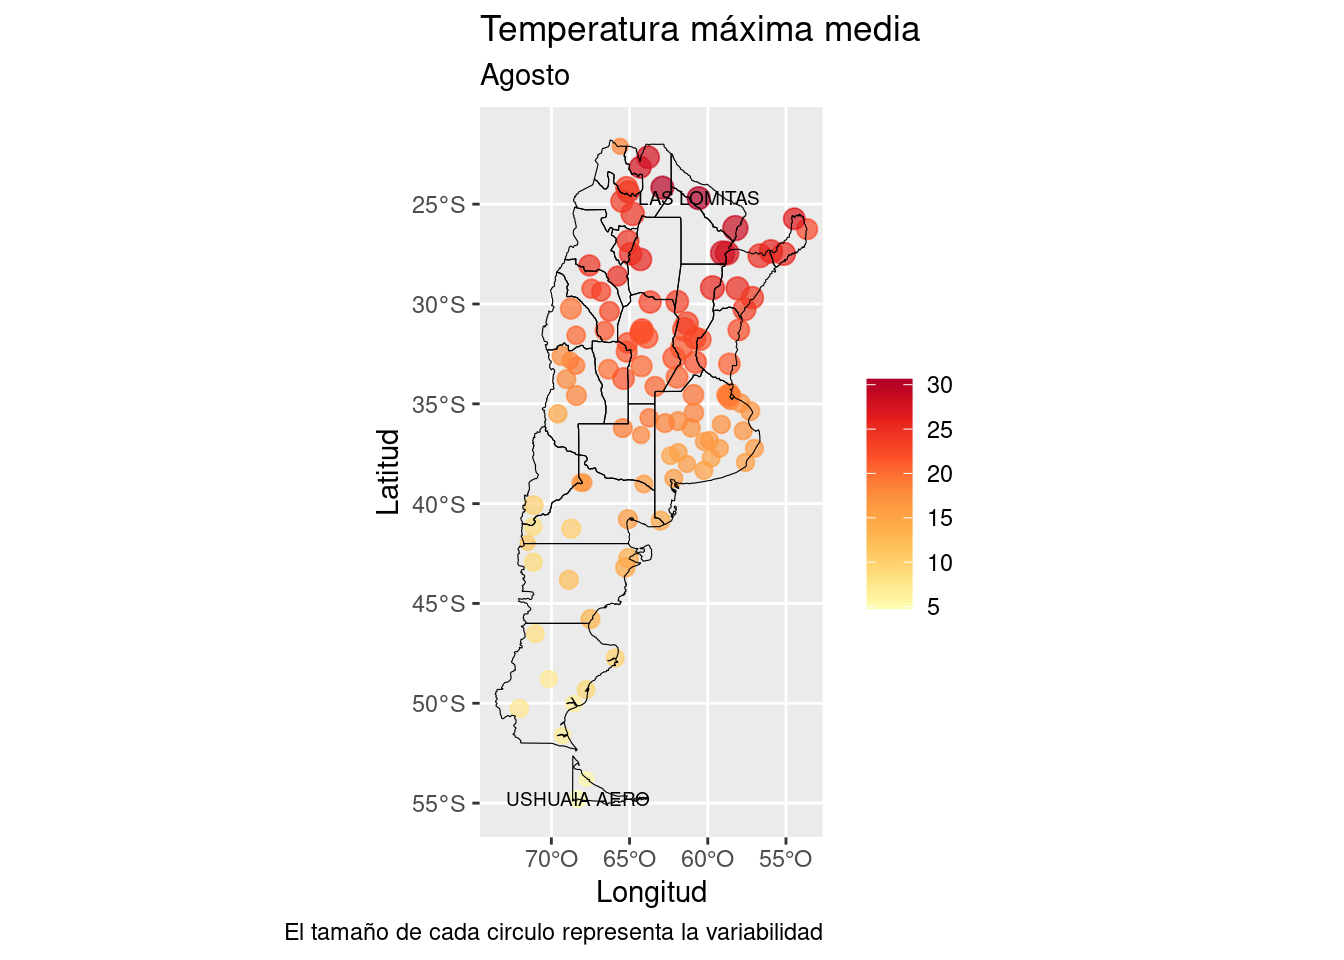 Temperatura máxima media
Agosto
25°S
30°S
35°S
40°S
45°S
50°S
55°S
Latitud
LAS LOMITAS
USHUAIA AERO
30
25
20
15
10
5
70°O 65°O 60°O 55°O
Longitud
El tamaño de cada circulo representa la variabilidad